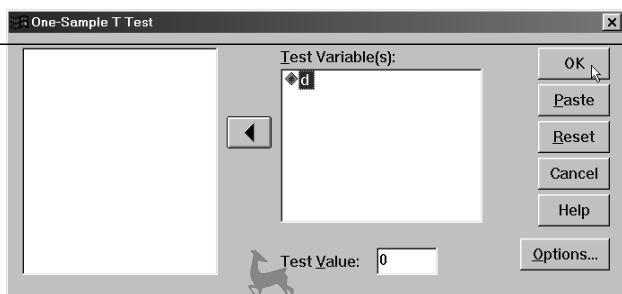 One-Sample T Test
Test Variable(s):
d
OK
Paste
Reset
Cancel
Help
Options...
Test Value: 0